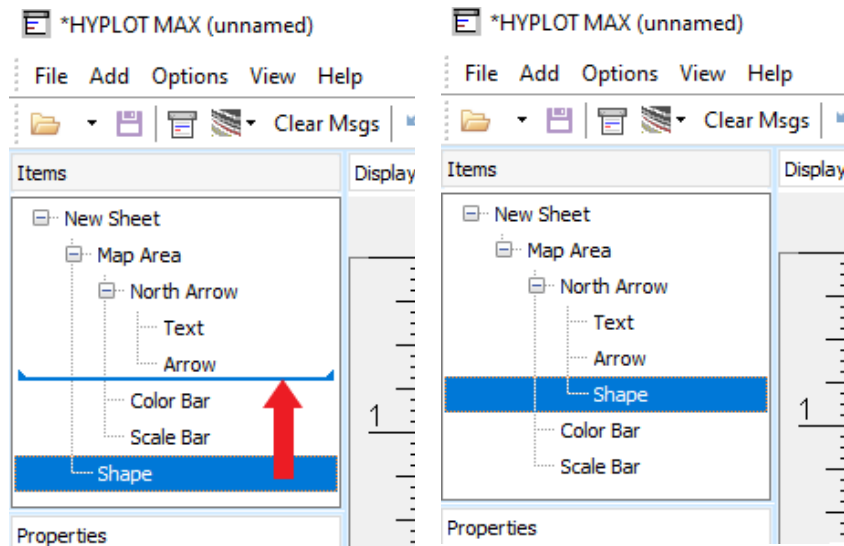 *HYPLOT MAX (unnamed)
File Add Options View Help
Clear Msgs
Items
Display
New Sheet
Map Area
North Arrow
Text
Arrow
Color Bar
Scale Bar
Shape
Properties
1
*HYPLOT MAX (unnamed)
File Add Options View Help
Clear Msgs
Items
Display
New Sheet
Map Area
North Arrow
Text
Arrow
Shape
Color Bar
Scale Bar
Properties
1